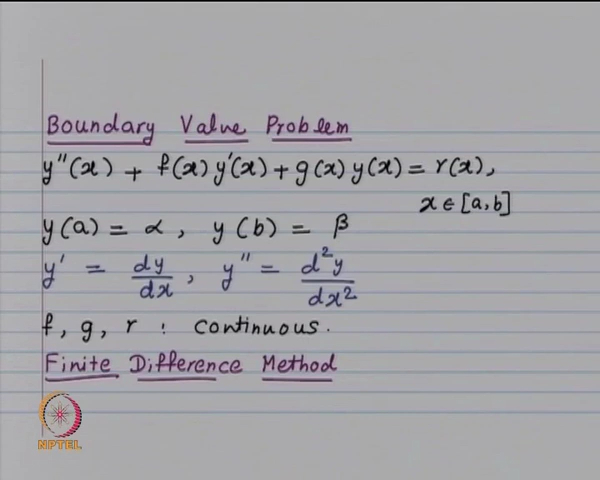 Boundary Value Problem
y''(x) + f(x) y'(x) + g(x) y(x) = r(x),
x ∈ [a,b]
y(a) = α, y(b) = β
y' = dy/dx, y'' = d²y/dx²
f, g, r : continuous.
Finite Difference Method
NPTEL